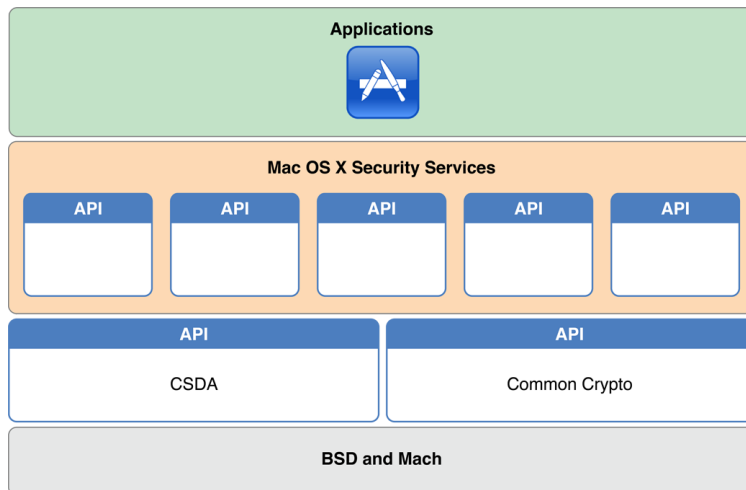 Applications
Mac OS X Security Services
API API API API API
API API
CSDA Common Crypto
BSD and Mach